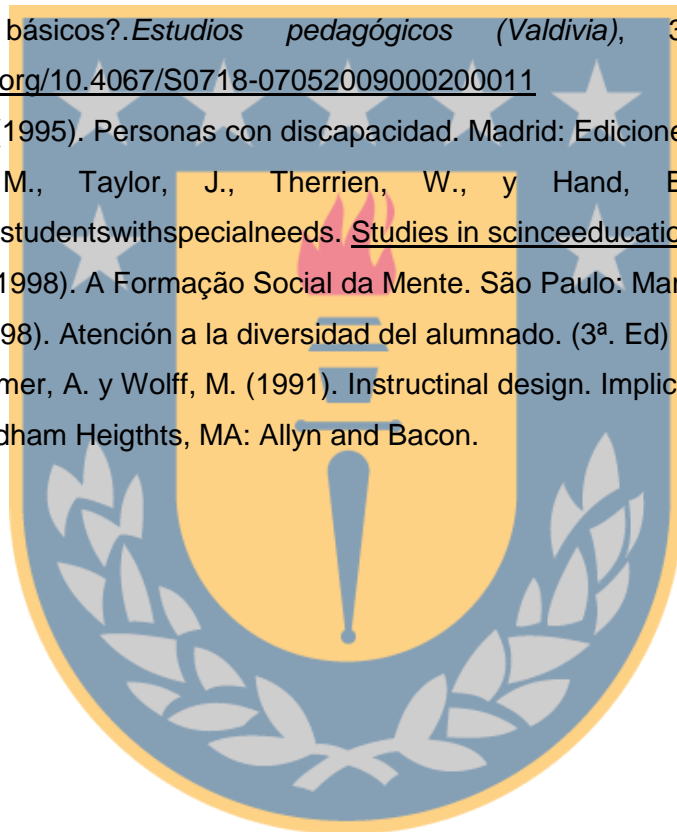 básicos?.Estudios pedagógicos (Valdivia), 3
org/10.4067/S0718-07052009000200011
(1995). Personas con discapacidad. Madrid: Edicione
M., Taylor, J., Therrien, W., y Hand, B
studentswithspecialneeds. Studies in scinceeducatio
1998). A Formação Social da Mente. São Paulo: Mar
98). Atención a la diversidad del alumnado. (3ª. Ed)
mer, A. y Wolff, M. (1991). Instructinal design. Implic
dham Heigthts, MA: Allyn and Bacon.